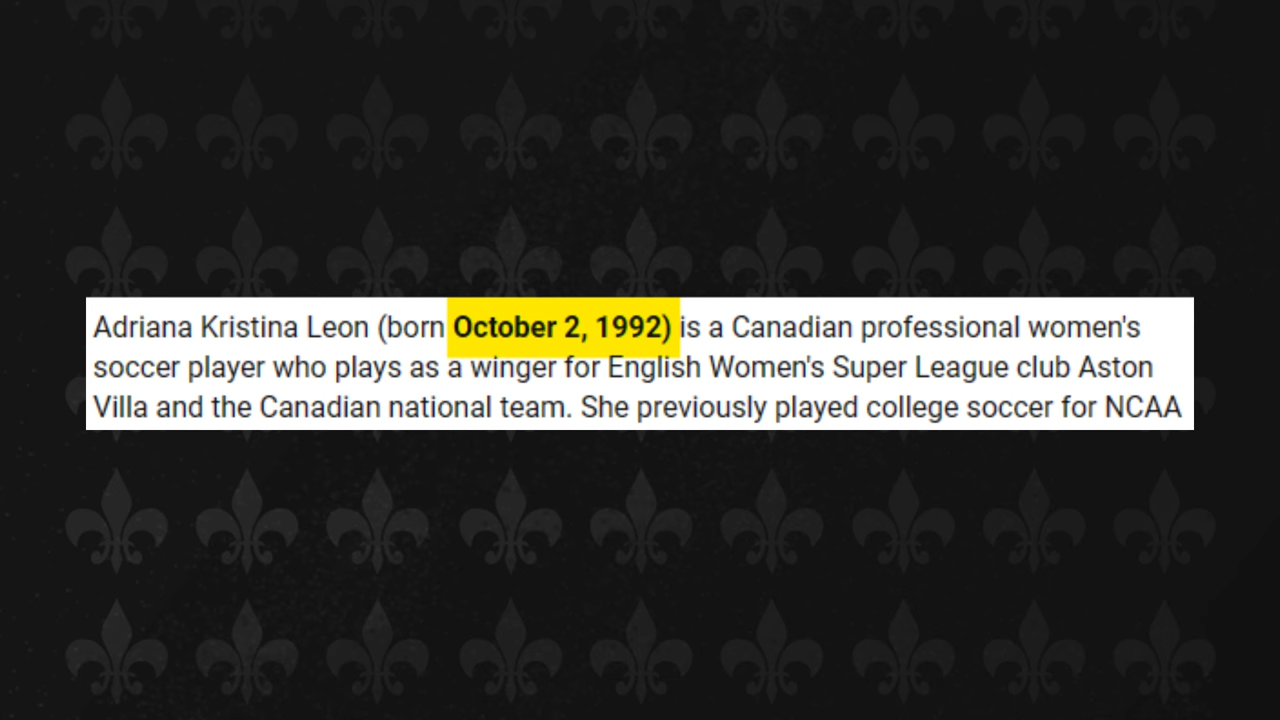 Adriana Kristina Leon (born October 2, 1992) is a Canadian professional women's
soccer player who plays as a winger for English Women's Super League club Aston
Villa and the Canadian national team. She previously played college soccer for NCAA